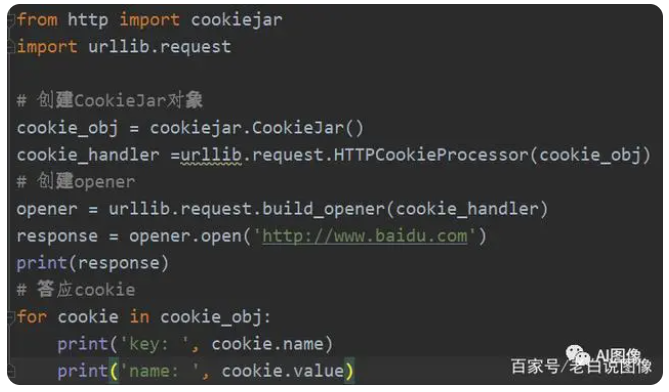 from http import cookiejar
import urllib.request

# 创建CookieJar对象
cookie_obj = cookiejar.CookieJar()
cookie_handler =urllib.request.HTTPCookieProcessor(cookie_obj)
# 创建opener
opener = urllib.request.build_opener(cookie_handler)
response = opener.open('http://www.baidu.com')
print(response)
# 答应cookie
for cookie in cookie_obj:
    print('key: ', cookie.name)
    print('name: ', cookie.value)
AI图像
百家号/老白说图像